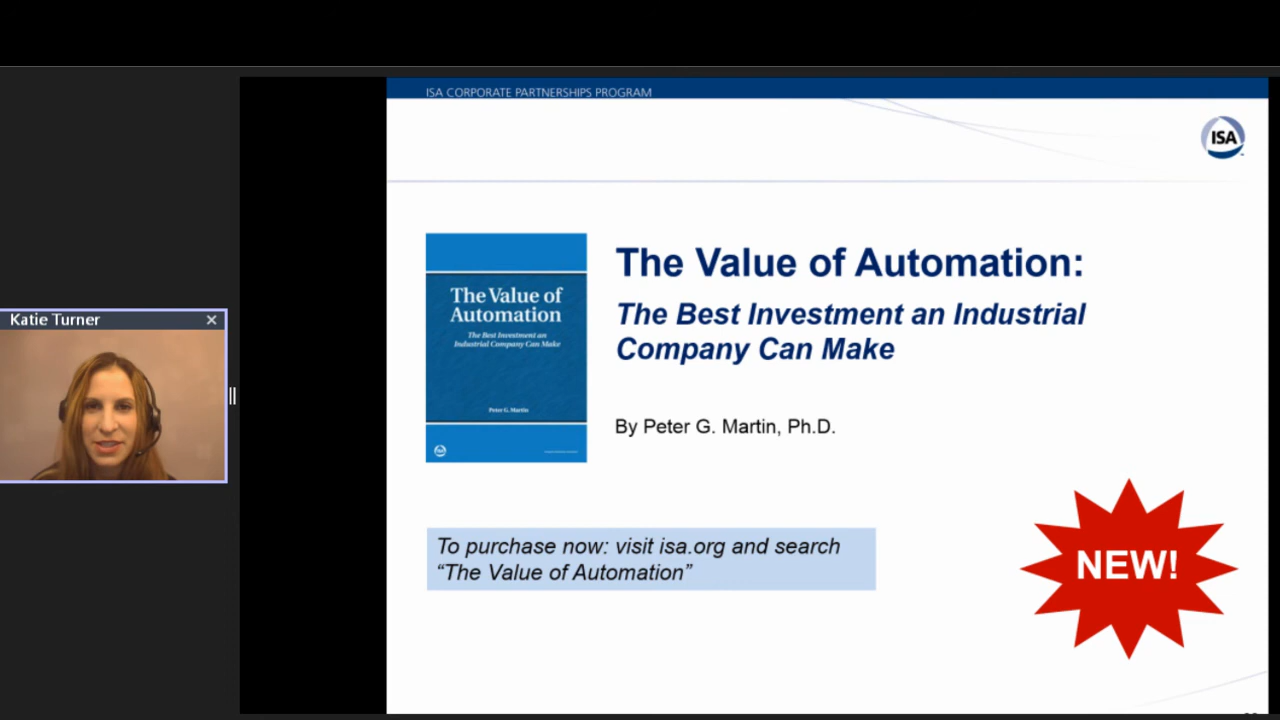 ISA CORPORATE PARTNERSHIPS PROGRAM
ISA
Katie Turner
The Value of
Automation
The Best Investment an
Industrial Company Can Make
Peter G. Martin
The Value of Automation:
The Best Investment an Industrial
Company Can Make
By Peter G. Martin, Ph.D.
To purchase now: visit isa.org and search
“The Value of Automation”
NEW!